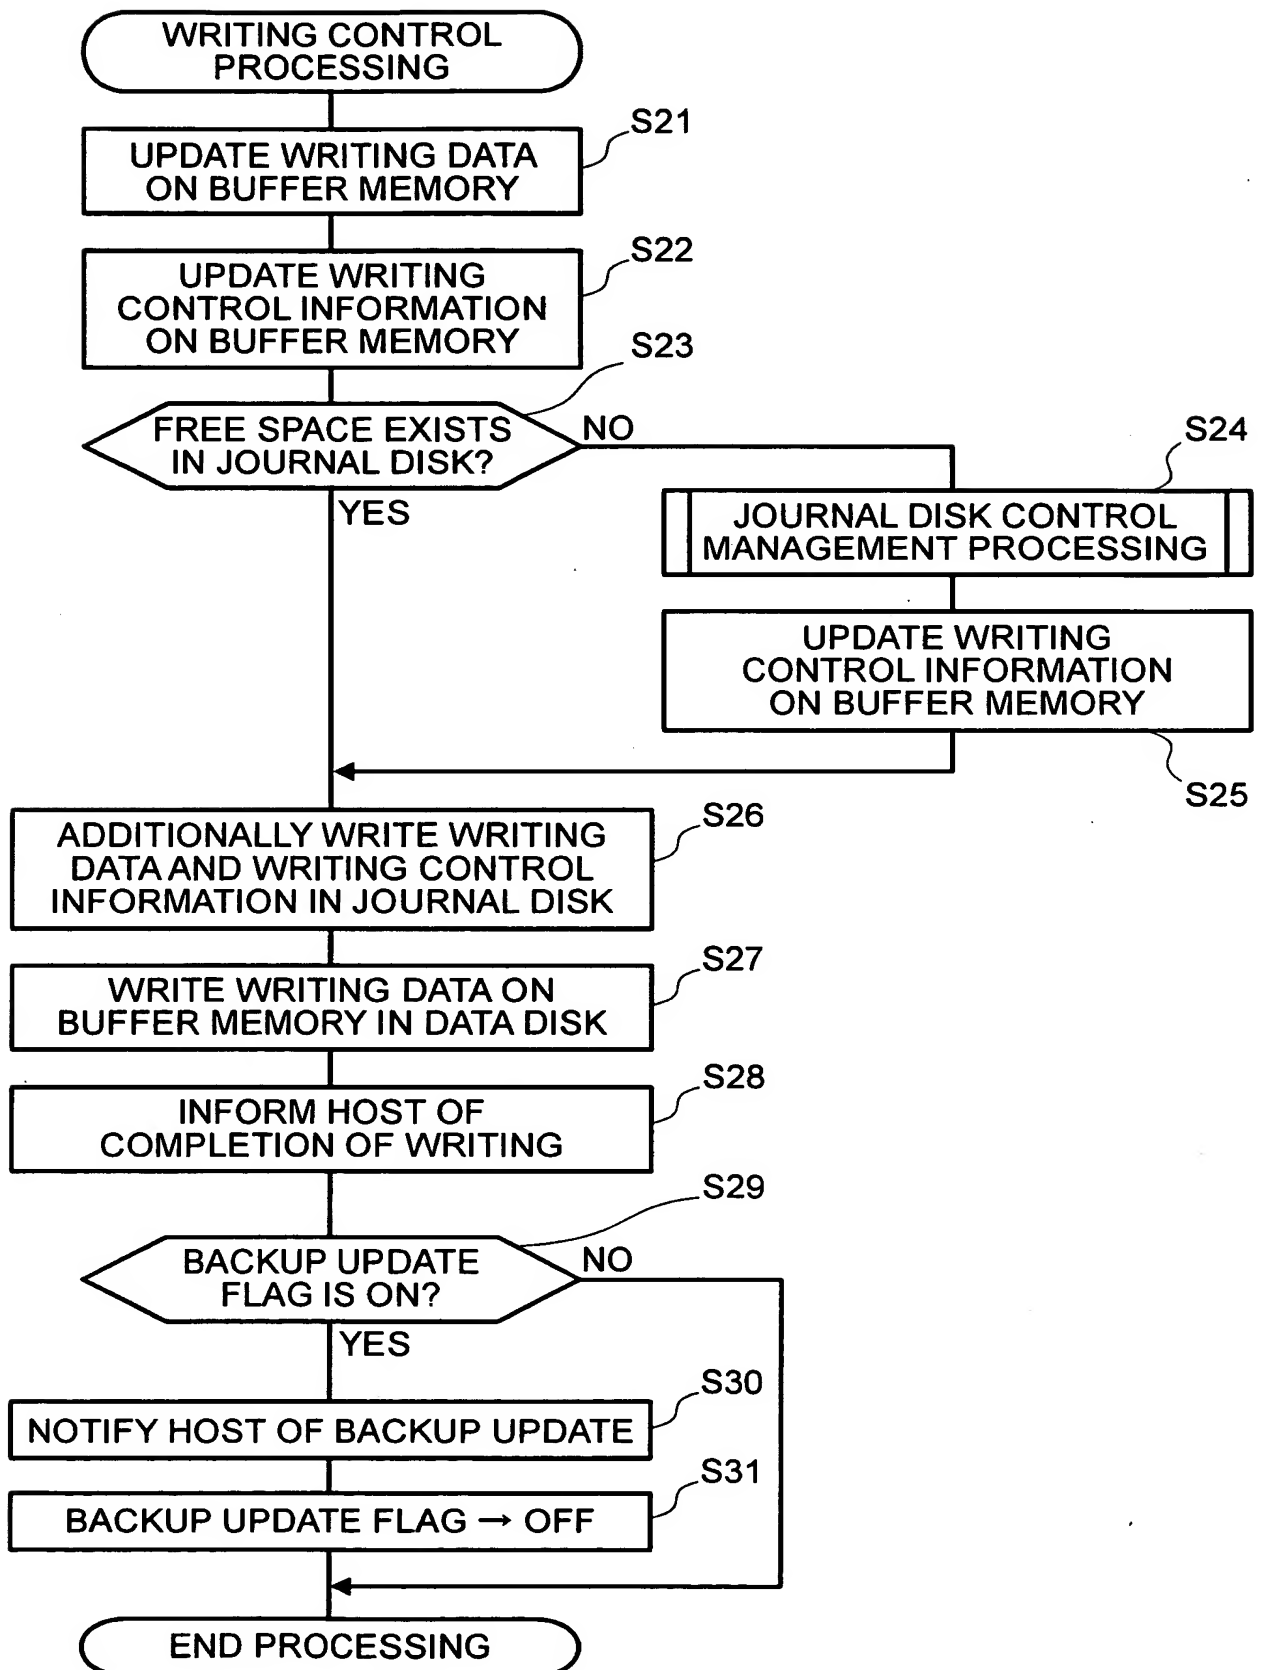 WRITING CONTROL
PROCESSING
S21
UPDATE WRITING DATA
ON BUFFER MEMORY
S22
UPDATE WRITING
CONTROL INFORMATION
ON BUFFER MEMORY
S23
FREE SPACE EXISTS
IN JOURNAL DISK?
NO
YES
S24
JOURNAL DISK CONTROL
MANAGEMENT PROCESSING
UPDATE WRITING
CONTROL INFORMATION
ON BUFFER MEMORY
S25
S26
ADDITIONALLY WRITE WRITING
DATA AND WRITING CONTROL
INFORMATION IN JOURNAL DISK
S27
WRITE WRITING DATA ON
BUFFER MEMORY IN DATA DISK
S28
INFORM HOST OF
COMPLETION OF WRITING
S29
BACKUP UPDATE
FLAG IS ON?
NO
YES
S30
NOTIFY HOST OF BACKUP UPDATE
S31
BACKUP UPDATE FLAG → OFF
END PROCESSING